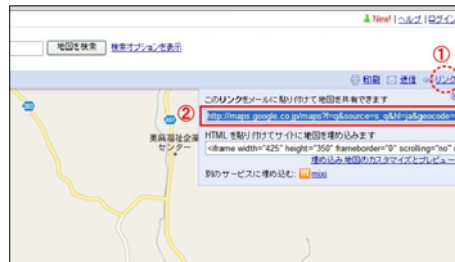 New! | ヘルプ | ログイン
地図を検索 検索オプションを表示
①
印刷 送信 リンク
このリンクをメールに貼り付けて地図を共有できます
② http://maps.google.co.jp/maps?f=q&source=s_q&hl=ja&geocode=
HTML を貼り付けてサイトに地図を埋め込みます
<iframe width="425" height="350" frameborder="0" scrolling="no"
埋め込み地図のカスタマイズとプレビュー
別のサービスに埋め込む: mixi
美麻福祉企業
センター